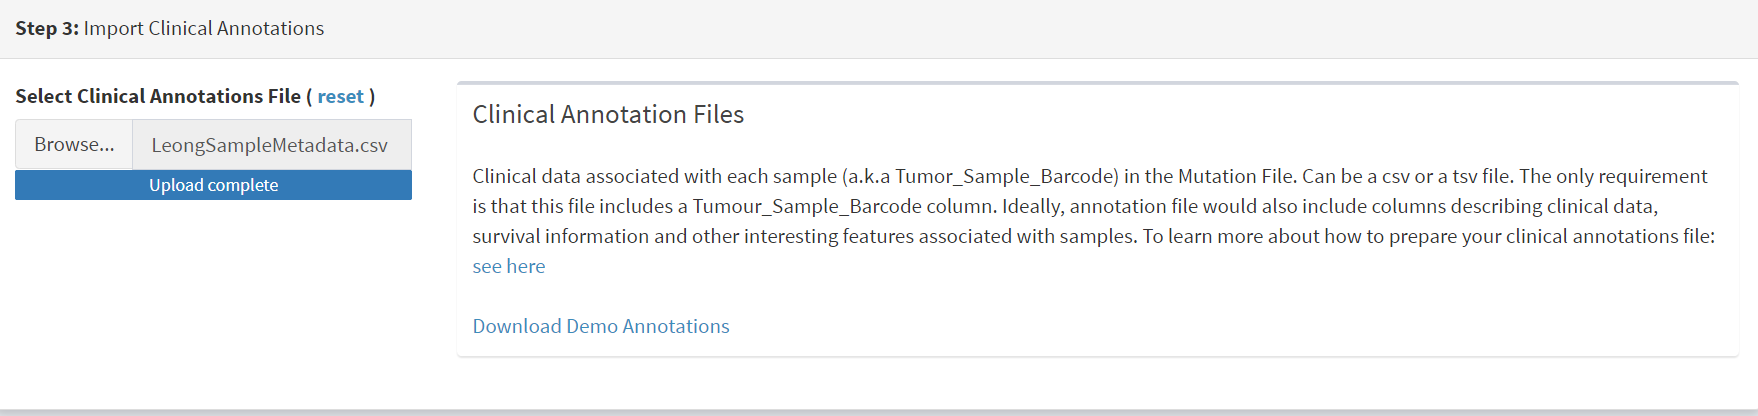 Step 3: Import Clinical Annotations
Select Clinical Annotations File ( reset )
Browse... LeongSampleMetadata.csv
Upload complete
Clinical Annotation Files
Clinical data associated with each sample (a.k.a Tumor_Sample_Barcode) in the Mutation File. Can be a csv or a tsv file. The only requirement
is that this file includes a Tumour_Sample_Barcode column. Ideally, annotation file would also include columns describing clinical data,
survival information and other interesting features associated with samples. To learn more about how to prepare your clinical annotations file:
see here
Download Demo Annotations